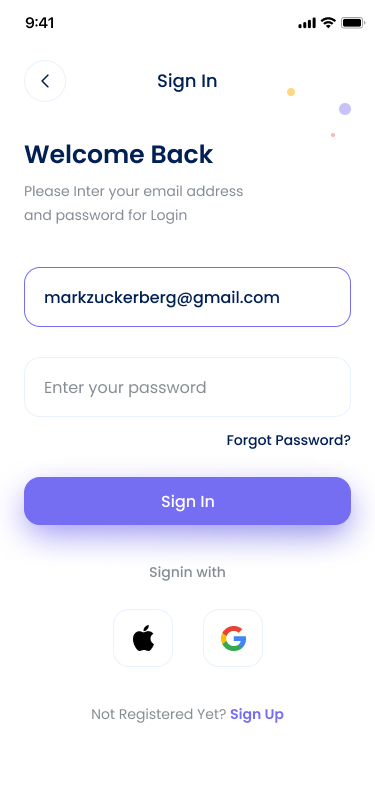 9:41
Sign In
Welcome Back
Please Inter your email address
and password for Login
markzuckerberg@gmail.com
Enter your password
Forgot Password?
Sign In
Signin with
Not Registered Yet? Sign Up